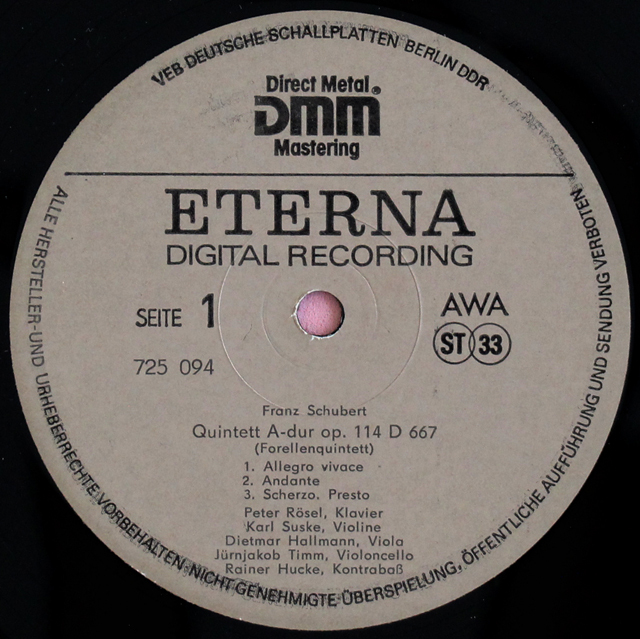 VEB DEUTSCHE SCHALLPLATTEN BERLIN DDR
Direct Metal®
DMM
Mastering
ETERNA
DIGITAL RECORDING
SEITE 1
AWA
ST 33
725 094
Franz Schubert
Quintett A-dur op. 114 D 667
(Forellenquintett)
1. Allegro vivace
2. Andante
3. Scherzo. Presto
Peter Rösel, Klavier
Karl Suske, Violine
Dietmar Hallmann, Viola
Jürnjakob Timm, Violoncello
Rainer Hucke, Kontrabaß
ALLE HERSTELLER-UND URHEBERRECHTE VORBEHALTEN, NICHT GENEHMIGTE ÜBERSPIELUNG, ÖFFENTLICHE AUFFÜHRUNG UND SENDUNG VERBOTEN